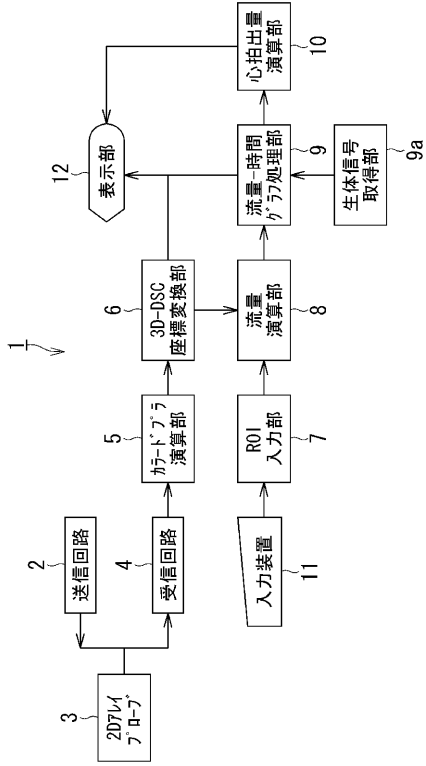 1
2
送信回路
3
2Dアレイ
プローブ
4
受信回路
5
カラードプラ
演算部
6
3D-DSC
座標変換部
12
表示部
11
入力装置
7
ROI
入力部
8
流量
演算部
9
流量-時間
グラフ処理部
10
心拍出量
演算部
9a
生体信号
取得部